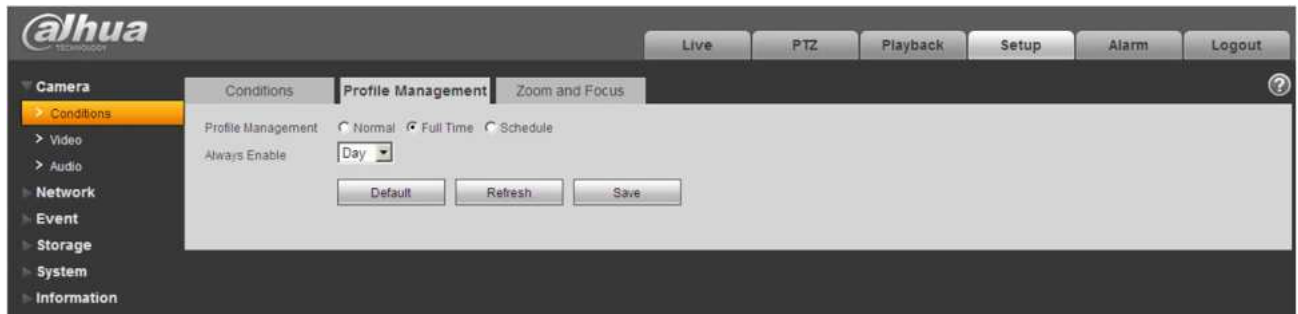 alhua
TECHNOLOGY
Live PTZ Playback Setup Alarm Logout
Camera
Conditions Profile Management Zoom and Focus
> Conditions
Profile Management Normal Full Time Schedule
> Video
Always Enable Day
> Audio
Network
Default Refresh Save
Event
Storage
System
Information